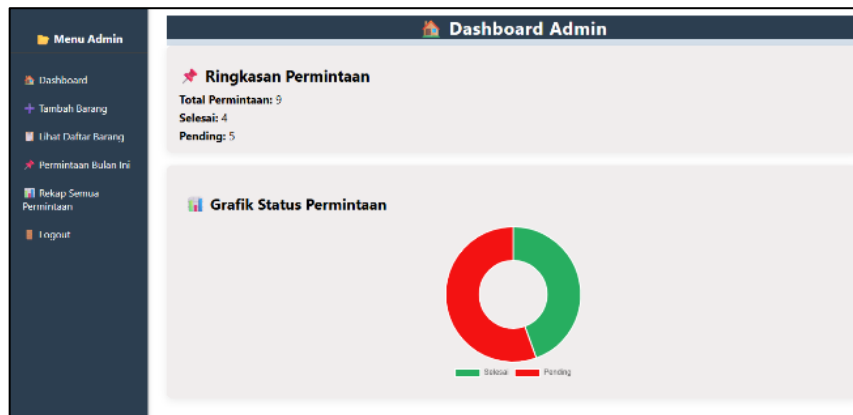 Menu Admin
Dashboard
Tambah Barang
Lihat Daftar Barang
Permintaan Bulan Ini
Rekap Semua
Permintaan
Logout
Dashboard Admin
Ringkasan Permintaan
Total Permintaan: 9
Selesai: 4
Pending: 5
Grafik Status Permintaan
Selesai Pending